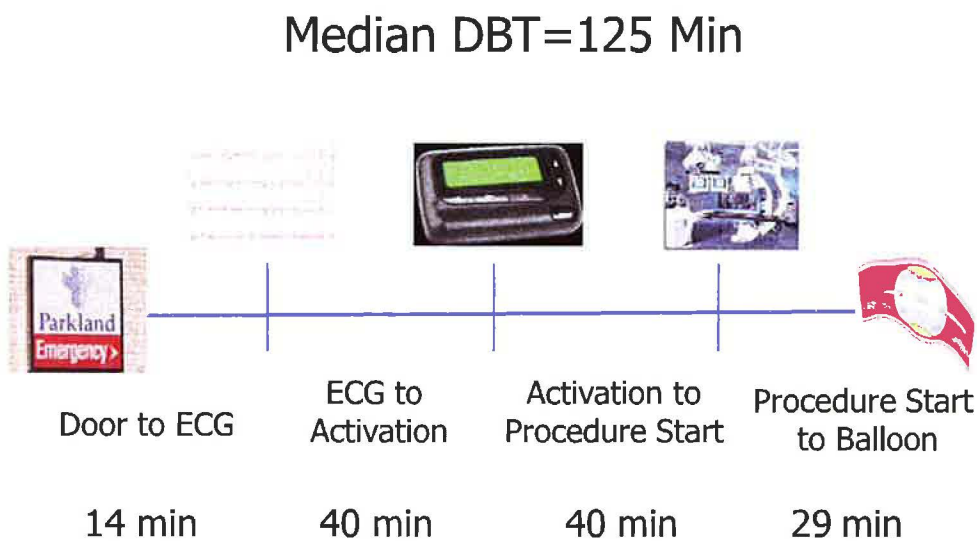 Median DBT=125 Min
Parkland
Emergency>
Door to ECG
ECG to
Activation
Activation to
Procedure Start
Procedure Start
to Balloon
14 min
40 min
40 min
29 min